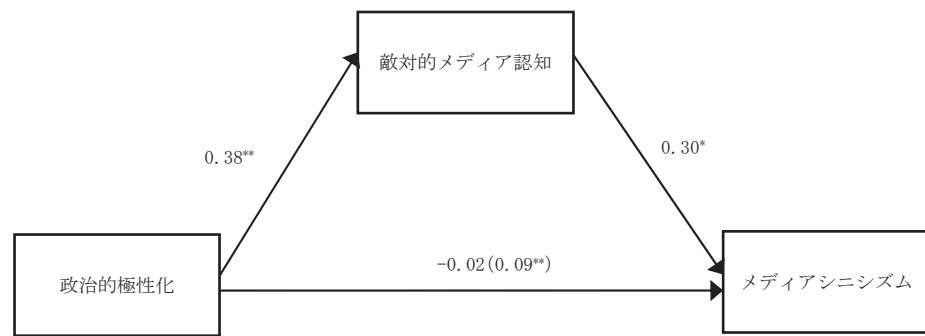 敵対的メディア認知
0.38**
0.30*
-0.02(0.09**)
政治的極性化
メディアシニシズム